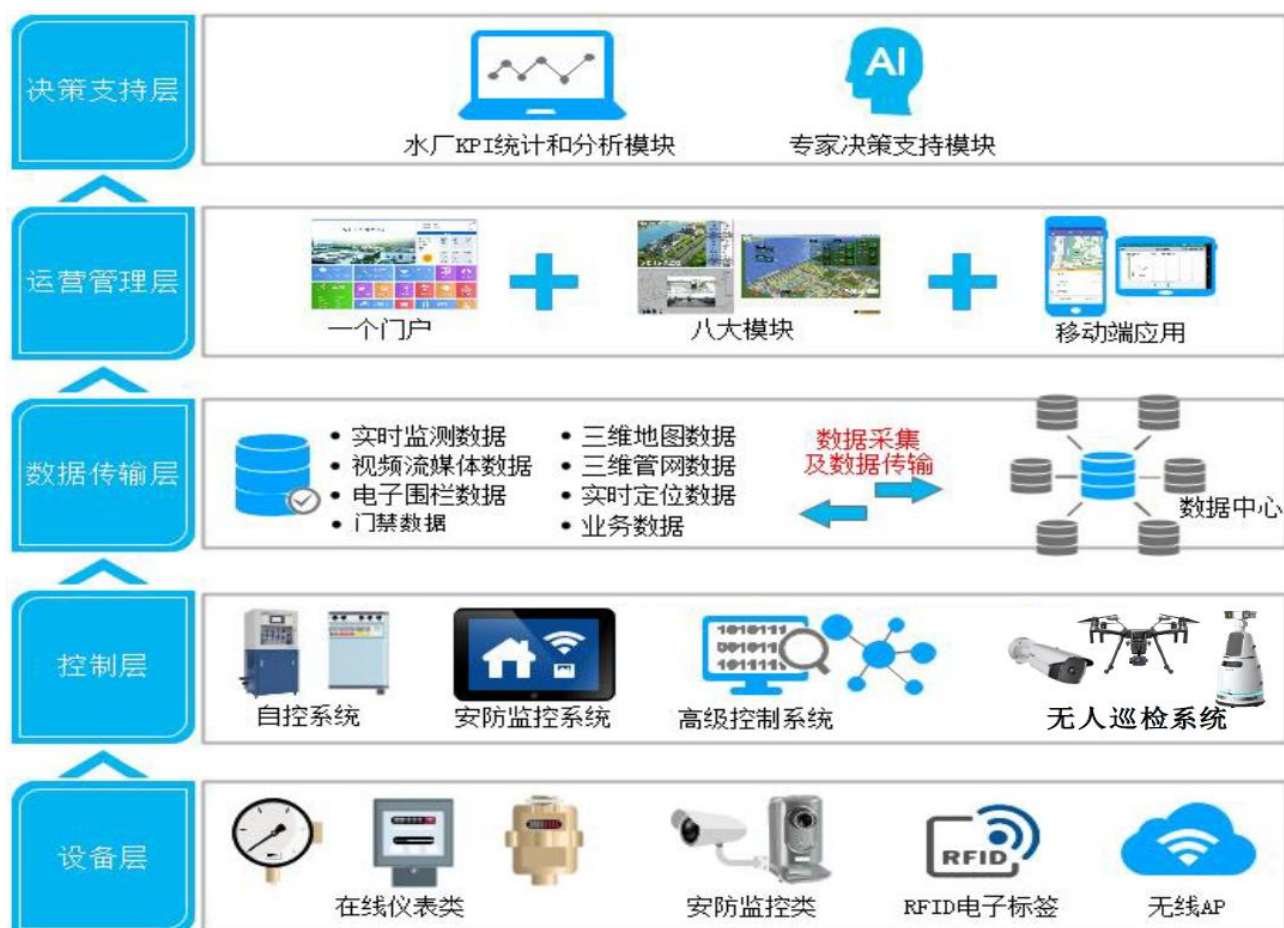 决策支持层
AI
水厂KPI统计和分析模块
专家决策支持模块
运营管理层
一个门户
八大模块
移动端应用
数据传输层
• 实时监测数据
• 视频流媒体数据
• 电子围栏数据
• 门禁数据
• 三维地图数据
• 三维管网数据
• 实时定位数据
• 业务数据
数据采集
及数据传输
数据中心
控制层
自控系统
安防监控系统
1010111
高级控制系统
无人巡检系统
设备层
在线仪表类
安防监控类
RFID
RFID电子标签
无线AP